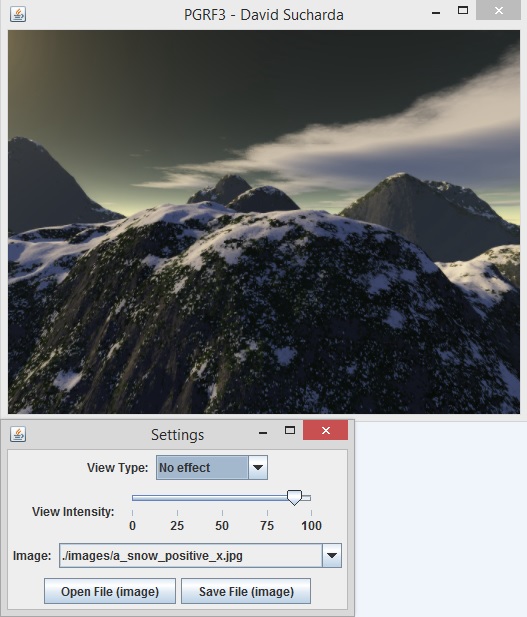 PGRF3 - David Sucharda
Settings
View Type: No effect
View Intensity:
0 25 50 75 100
Image: ./images/a_snow_positive_x.jpg
Open File (image) Save File (image)